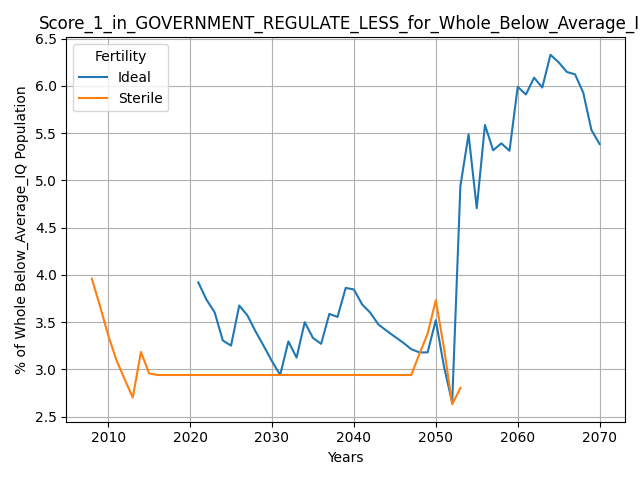 Score_1_in_GOVERNMENT_REGULATE_LESS_for_Whole_Below_Average_I
6.5
6.0
5.5
5.0
4.5
4.0
3.5
3.0
2.5
% of Whole Below_Average_IQ Population
Fertility
Ideal
Sterile
2010 2020 2030 2040 2050 2060 2070
Years